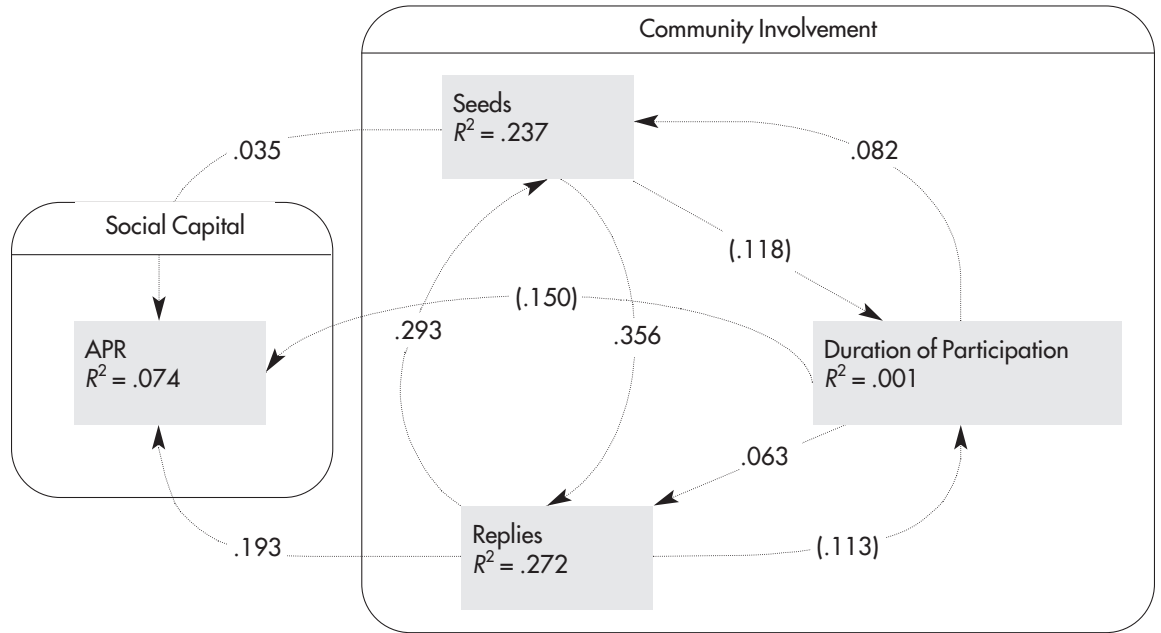 Community Involvement
Seeds
R² = .237
.035
.082
Social Capital
(.118)
(.150)
.293
.356
APR
R² = .074
Duration of Participation
R² = .001
.063
Replies
R² = .272
.193
(.113)